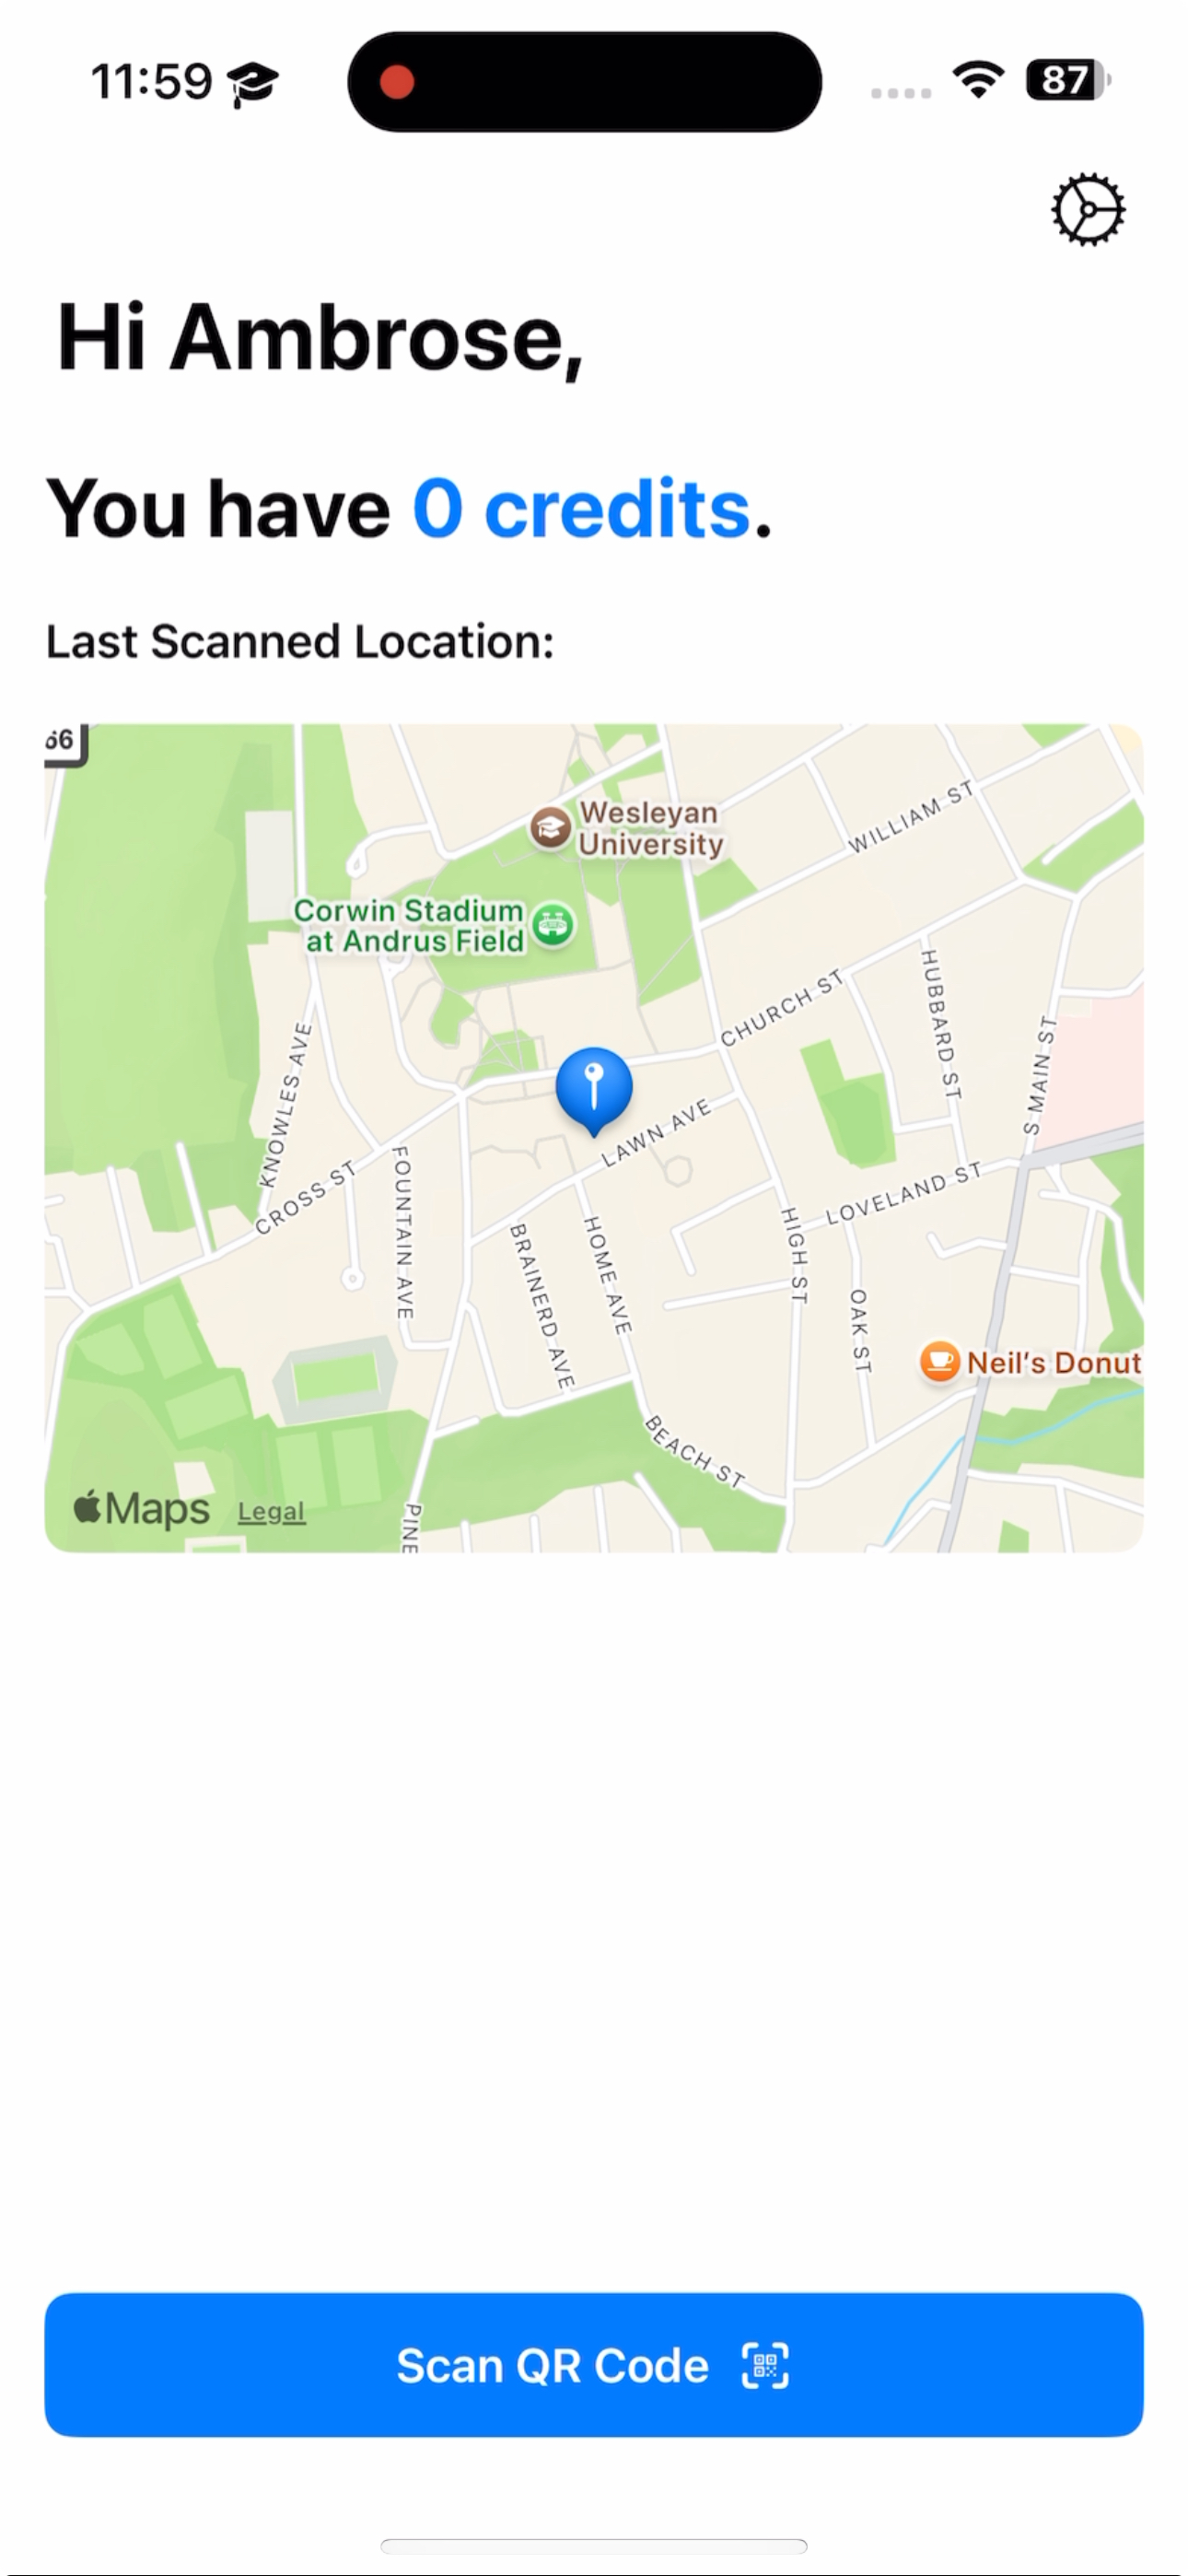 11:59
87
Hi Ambrose,
You have 0 credits.
Last Scanned Location:
66
Wesleyan
University
WILLIAM ST
Corwin Stadium
at Andrus Field
HUBBARD ST
CHURCH ST
KNOWLES AVE
S MAIN ST
LAWN AVE
CROSS ST
FOUNTAIN AVE
LOVELAND ST
BRAINERD AVE
HOME AVE
HIGH ST
OAK ST
Neil's Donut
BEACH ST
Maps
Legal
PINE
Scan QR Code